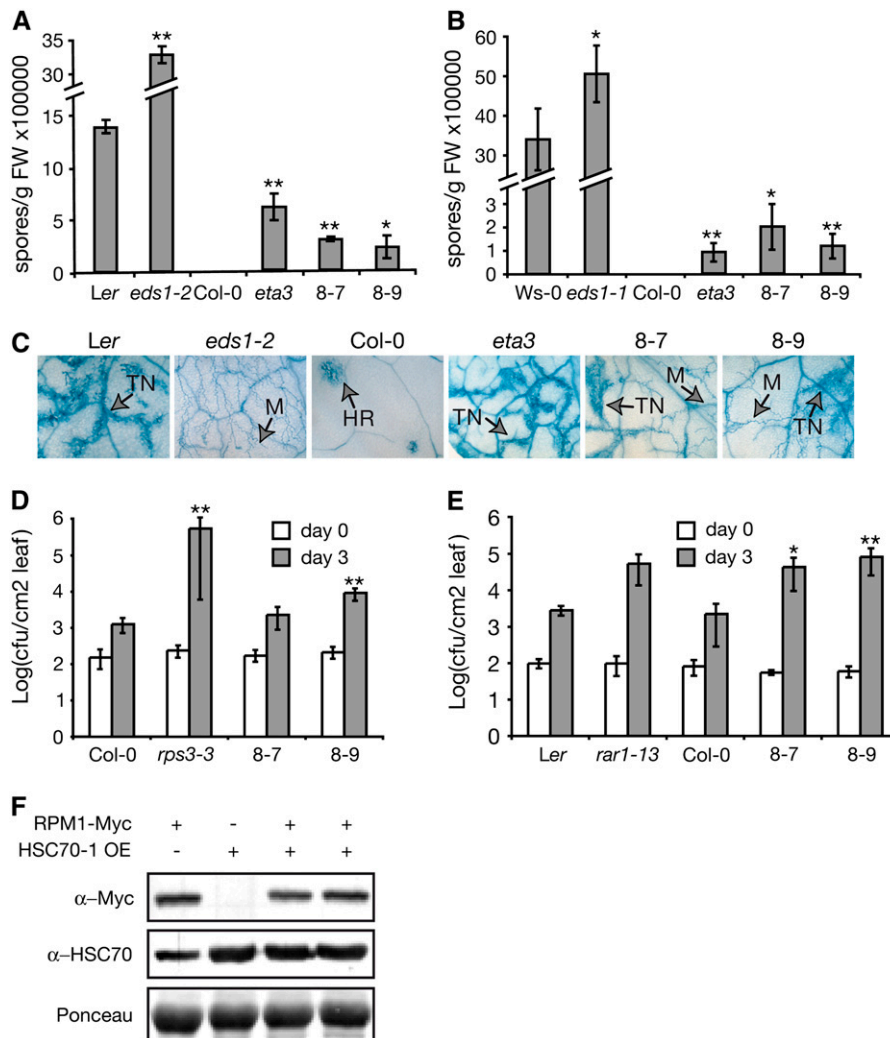 A
spores/g FW x100000
35
30
25
15
10
5
0
**
**
**
*
Ler eds1-2 Col-0 eta3 8-7 8-9
B
spores/g FW x100000
60
50
40
30
2
1
0
*
**
*
**
Ws-0 eds1-1 Col-0 eta3 8-7 8-9
C
Ler eds1-2 Col-0 eta3 8-7 8-9
TN
M
HR
TN
M
TN
M
TN
D
Log(cfu/cm2 leaf)
6
5
4
3
2
1
0
**
**
day 0
day 3
Col-0 rps3-3 8-7 8-9
E
Log(cfu/cm2 leaf)
6
5
4
3
2
1
0
*
**
day 0
day 3
Ler rar1-13 Col-0 8-7 8-9
F
RPM1-Myc + - + +
HSC70-1 OE - + + +
α–Myc
α–HSC70
Ponceau